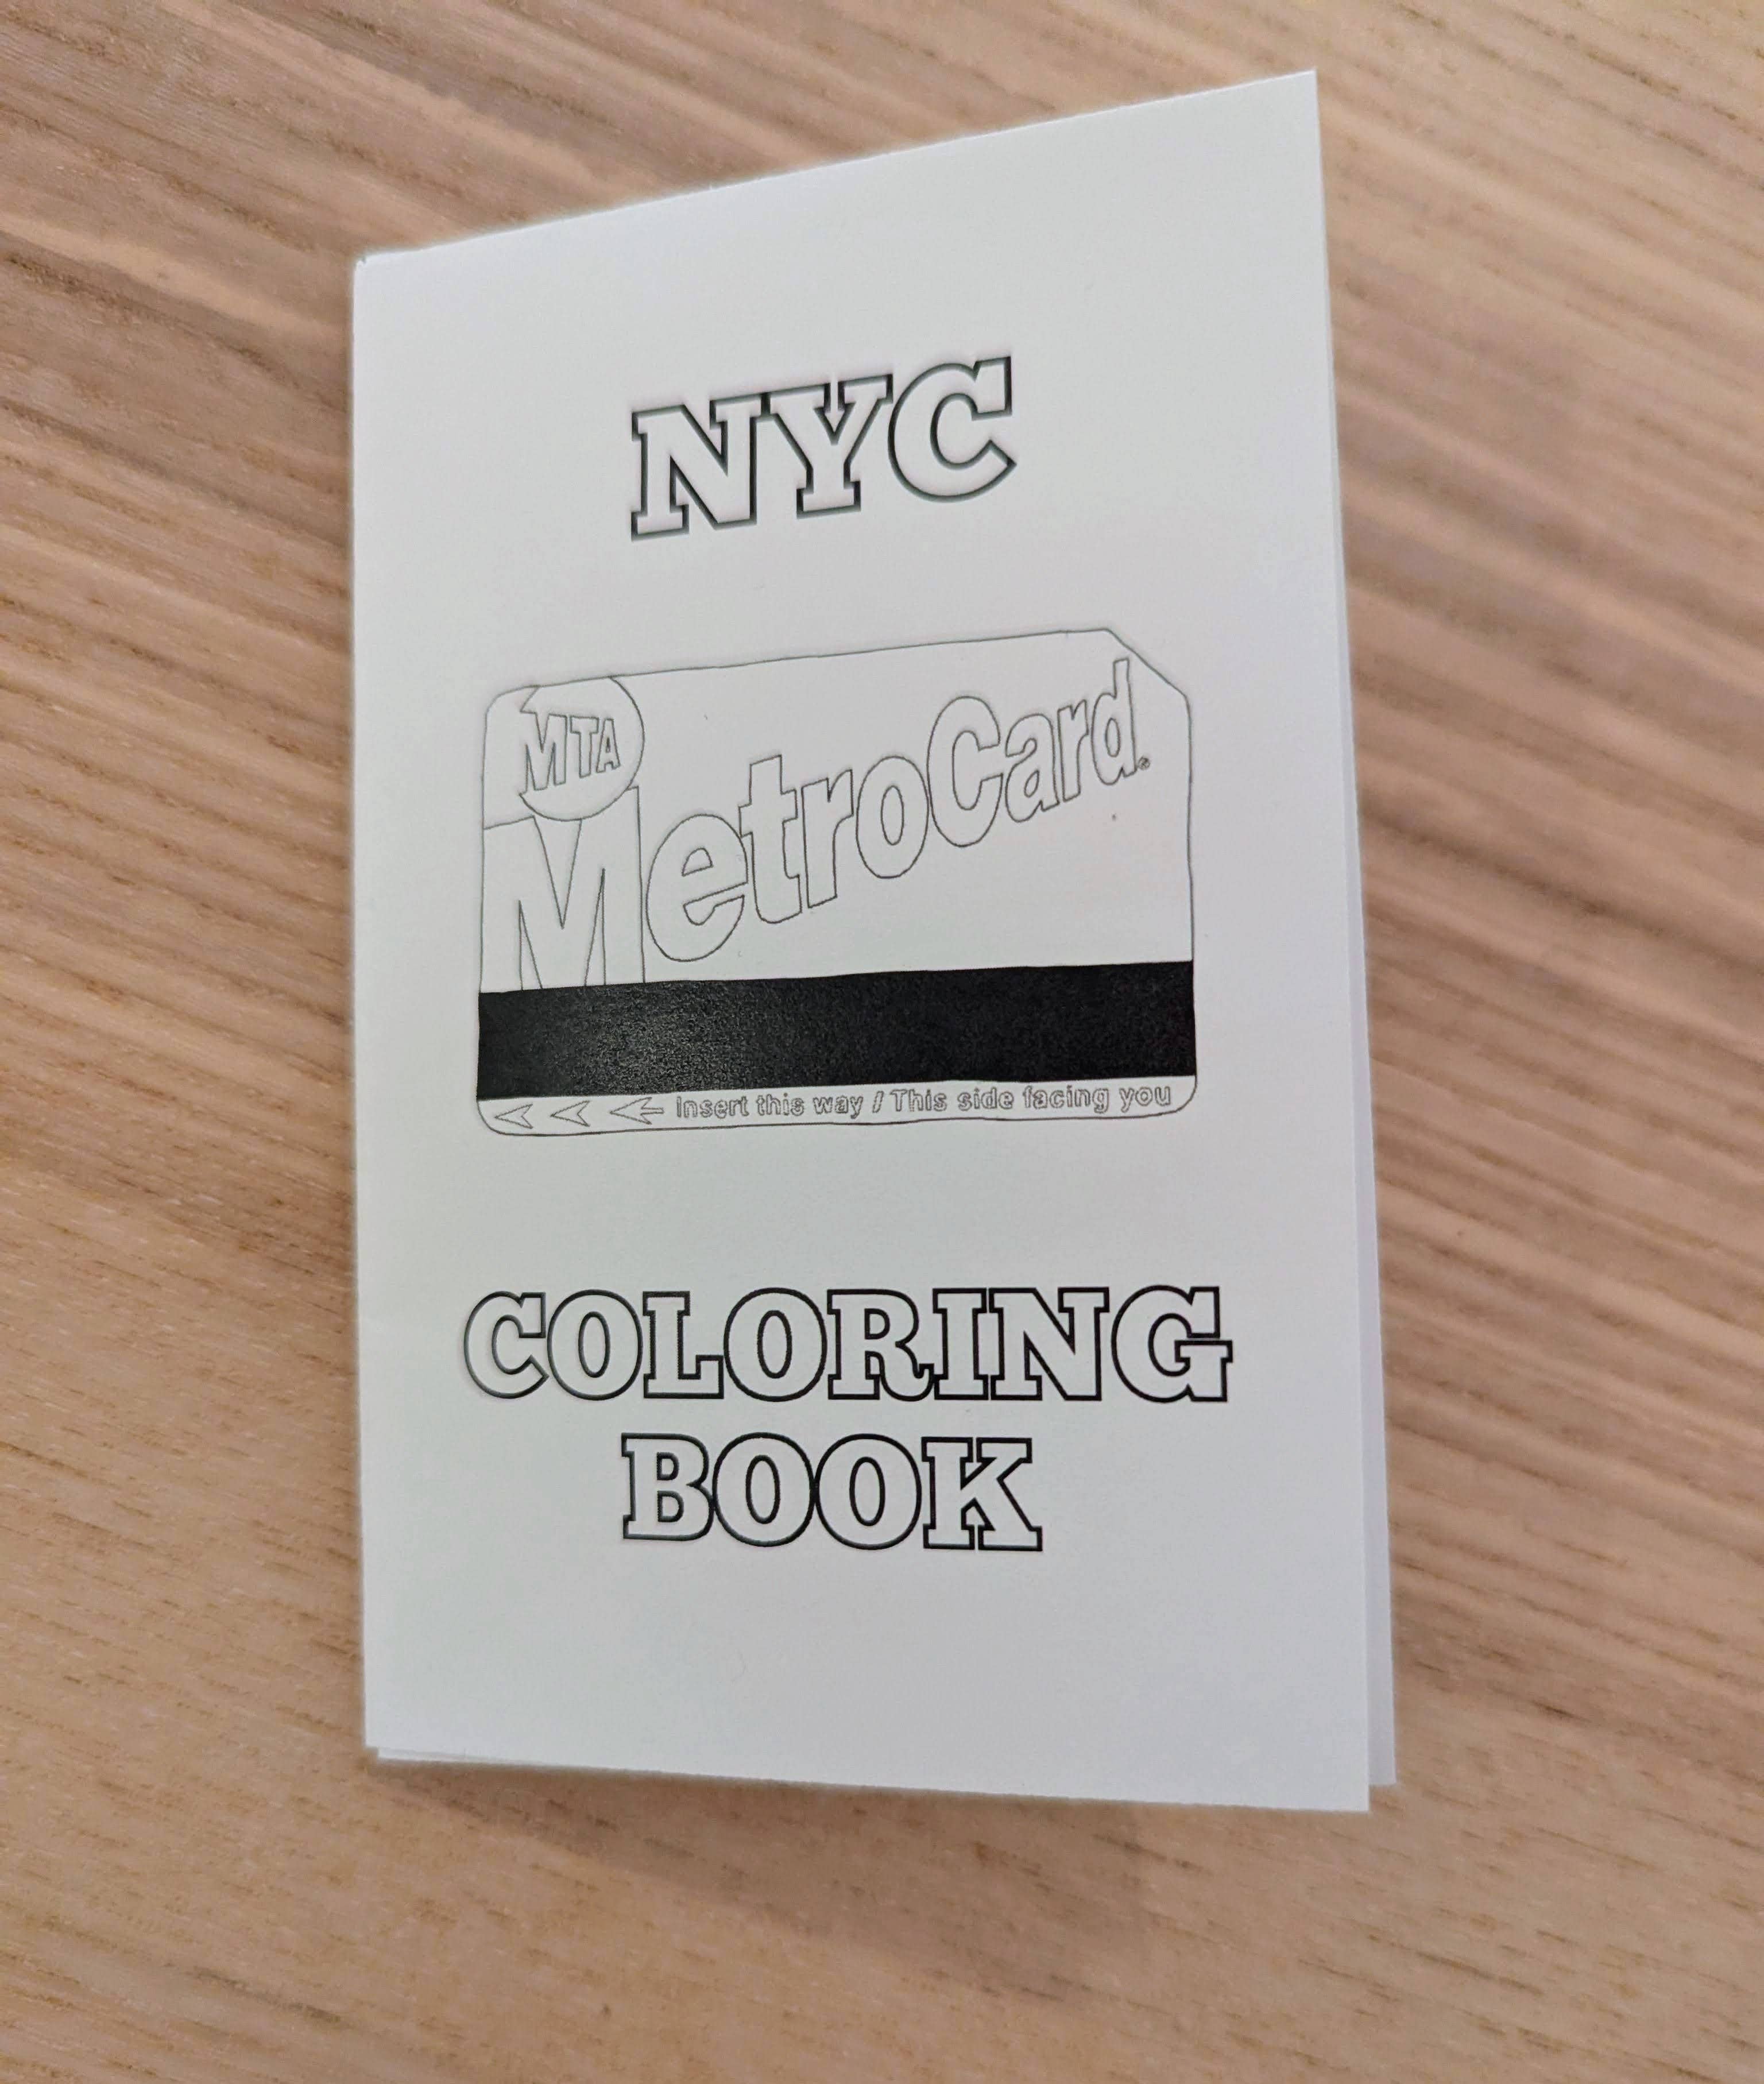 NYC
MTA
MetroCard®
Insert this way / This side facing you
COLORING
BOOK